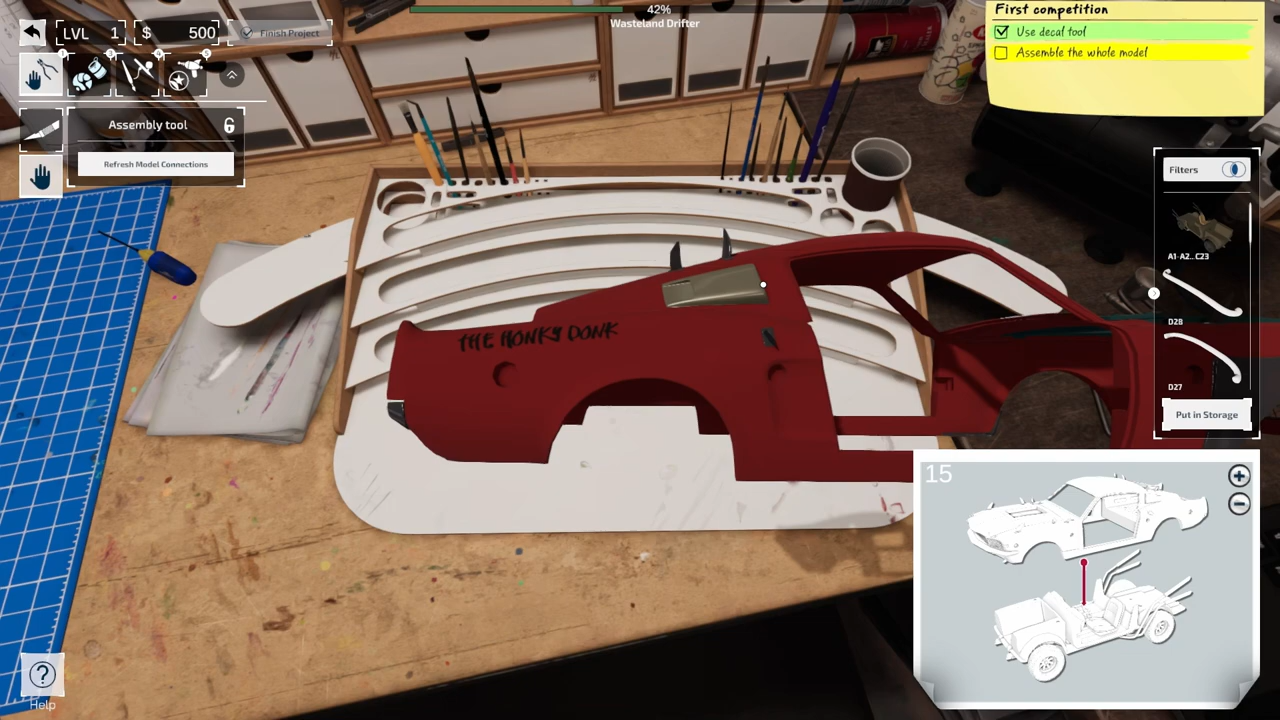 42%
Wasteland Drifter
LVL 1 $ 500 Finish Project
First competition
Use decal tool
Assemble the whole model
Assembly tool
Refresh Model Connections
Filters
A1- A2.. C23
D28
D27
Put in Storage
THE HONKY DONK
15
?
Help